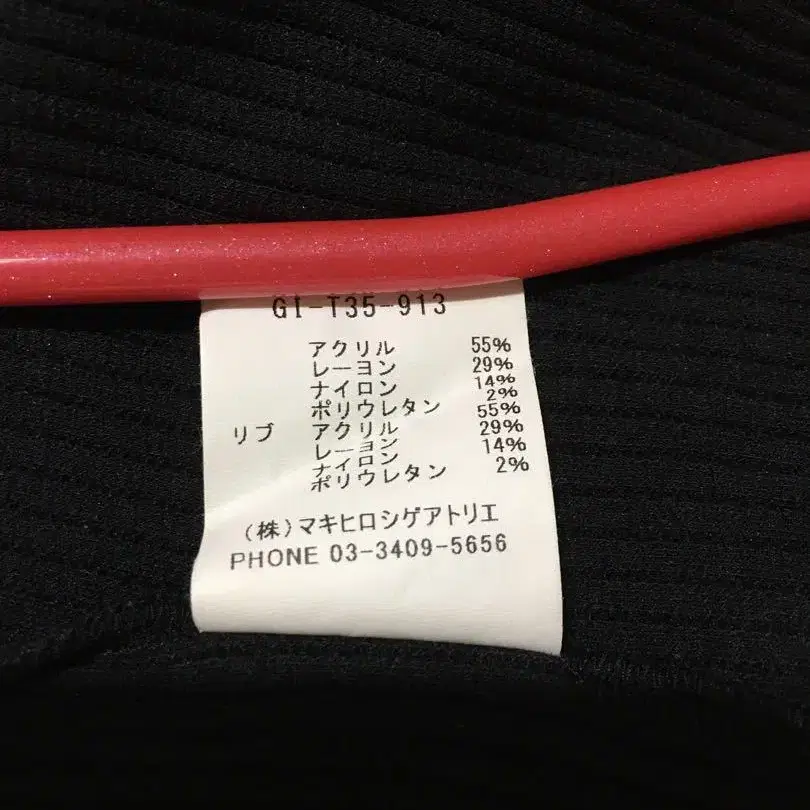 GI-T35-913
アクリル 55%
レーヨン 29%
ナイロン 14%
ポリウレタン 2%
リブ アクリル 55%
レーヨン 29%
ナイロン 14%
ポリウレタン 2%
(株)マキヒロシゲアトリエ
PHONE 03-3409-5656